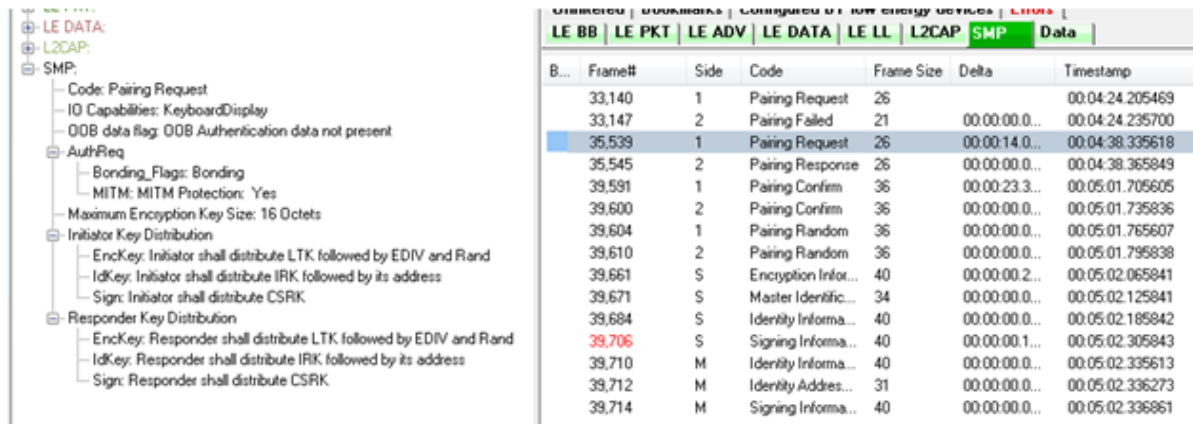 LE DATA:
L2CAP:
SMP:
Code: Pairing Request
IO Capabilities: KeyboardDisplay
OOB data flag: OOB Authentication data not present
AuthReq
Bonding_Flags: Bonding
MITM: MITM Protection: Yes
Maximum Encryption Key Size: 16 Octets
Initiator Key Distribution
EncKey: Initiator shall distribute LTK followed by EDIV and Rand
IdKey: Initiator shall distribute IRK followed by its address
Sign: Initiator shall distribute CSRK
Responder Key Distribution
EncKey: Responder shall distribute LTK followed by EDIV and Rand
IdKey: Responder shall distribute IRK followed by its address
Sign: Responder shall distribute CSRK
Unfiltered Bookmarks Configured BT low energy devices Errors
LE BB LE PKT LE ADV LE DATA LE LL L2CAP SMP Data
B... Frame# Side Code Frame Size Delta Timestamp
33,140 1 Pairing Request 26 00:04:24.205469
33,147 2 Pairing Failed 21 00:00:00.0... 00:04:24.235700
35,539 1 Pairing Request 26 00:00:14.0... 00:04:38.335618
35,545 2 Pairing Response 26 00:00:00.0... 00:04:38.365849
39,591 1 Pairing Confirm 36 00:00:23.3... 00:05:01.705605
39,600 2 Pairing Confirm 36 00:00:00.0... 00:05:01.735836
39,604 1 Pairing Random 36 00:00:00.0... 00:05:01.765607
39,610 2 Pairing Random 36 00:00:00.0... 00:05:01.795838
39,661 S Encryption Infor... 40 00:00:00.2... 00:05:02.065841
39,671 S Master Identific... 34 00:00:00.0... 00:05:02.125841
39,684 S Identity Informa... 40 00:00:00.0... 00:05:02.185842
39,706 S Signing Informa... 40 00:00:00.1... 00:05:02.305843
39,710 M Identity Informa... 40 00:00:00.0... 00:05:02.335613
39,712 M Identity Addres... 31 00:00:00.0... 00:05:02.336273
39,714 M Signing Informa... 40 00:00:00.0... 00:05:02.336861